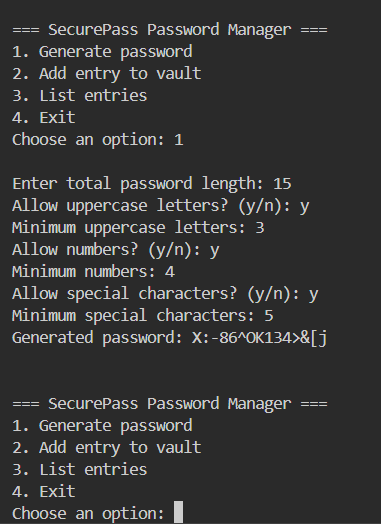 === SecurePass Password Manager ===
1. Generate password
2. Add entry to vault
3. List entries
4. Exit
Choose an option: 1
Enter total password length: 15
Allow uppercase letters? (y/n): y
Minimum uppercase letters: 3
Allow numbers? (y/n): y
Minimum numbers: 4
Allow special characters? (y/n): y
Minimum special characters: 5
Generated password: X:-86^OK134>&[j
=== SecurePass Password Manager ===
1. Generate password
2. Add entry to vault
3. List entries
4. Exit
Choose an option: